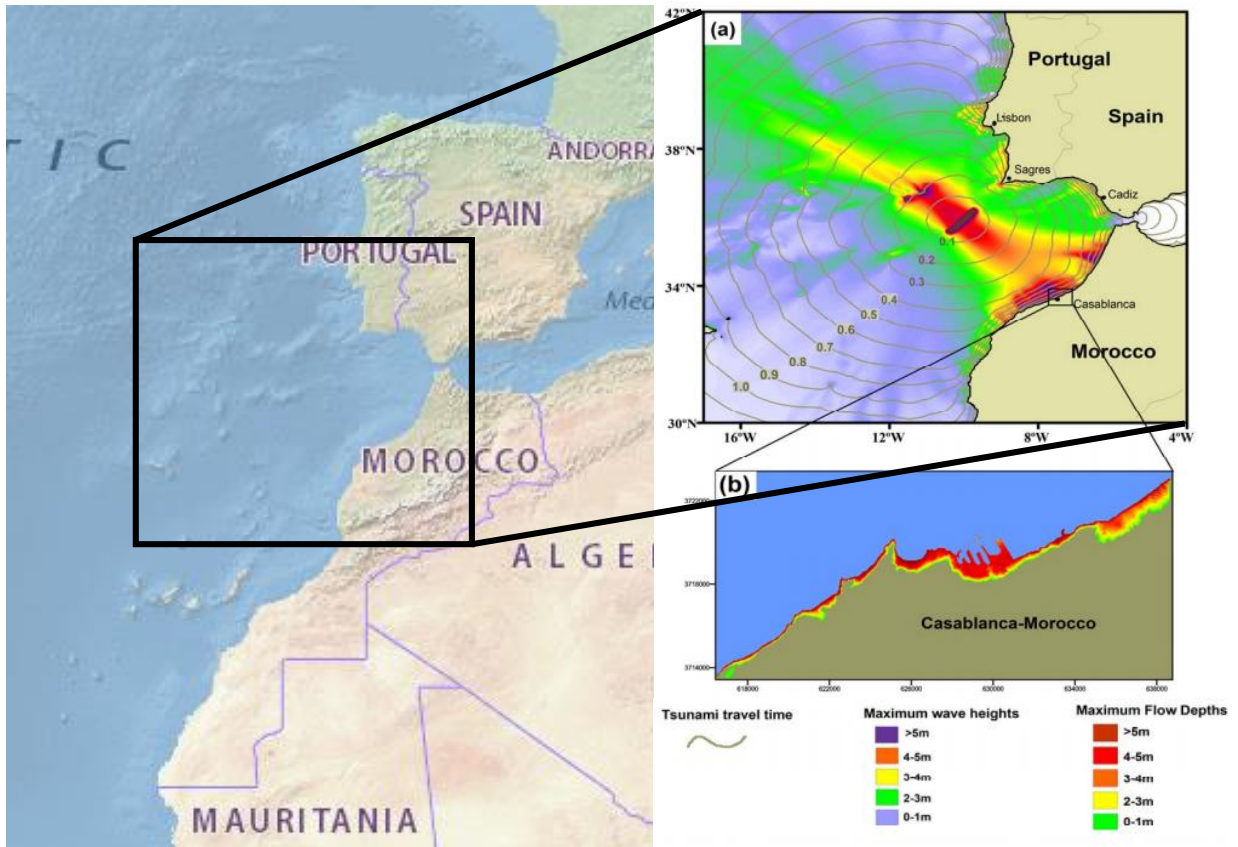 T I C
ANDORRA
SPAIN
PORTUGAL
Med
MOROCCO
A L G E
MAURITANIA
(a)
42°N
38°N
34°N
30°N
16°W
12°W
8°W
4°W
Portugal
Spain
Lisbon
Sagres
Cadiz
0.1
0.2
0.3
0.4
0.5
0.6
0.7
0.8
0.9
1.0
Casablanca
Morocco
(b)
3722000
3718000
3714000
Casablanca-Morocco
618000
622000
626000
630000
634000
638000
Tsunami travel time
Maximum wave heights
>5m
4-5m
3-4m
2-3m
0-1m
Maximum Flow Depths
>5m
4-5m
3-4m
2-3m
0-1m